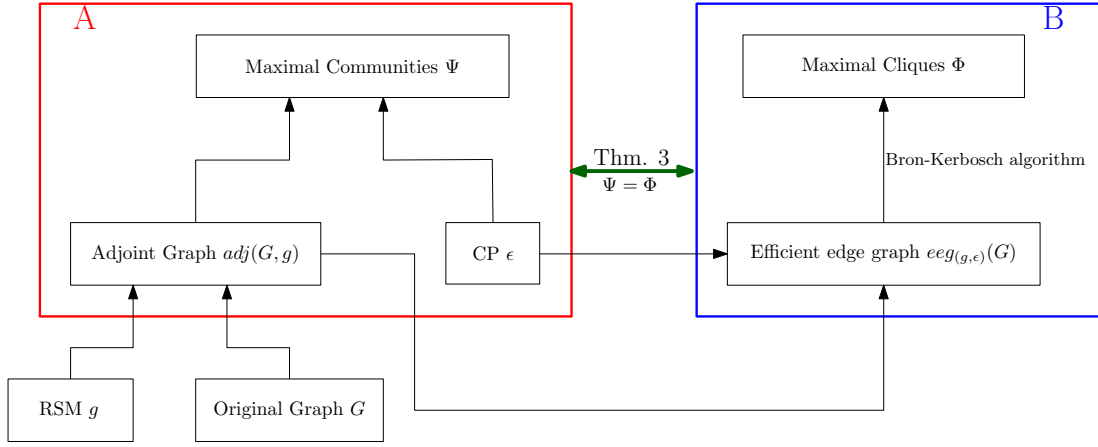 A
B
Maximal Communities Ψ
Maximal Cliques Φ
Thm. 3
Ψ = Φ
Bron-Kerbosch algorithm
Adjoint Graph adj(G, g)
CP ϵ
Efficient edge graph eeg₍g,ϵ₎(G)
RSM g
Original Graph G